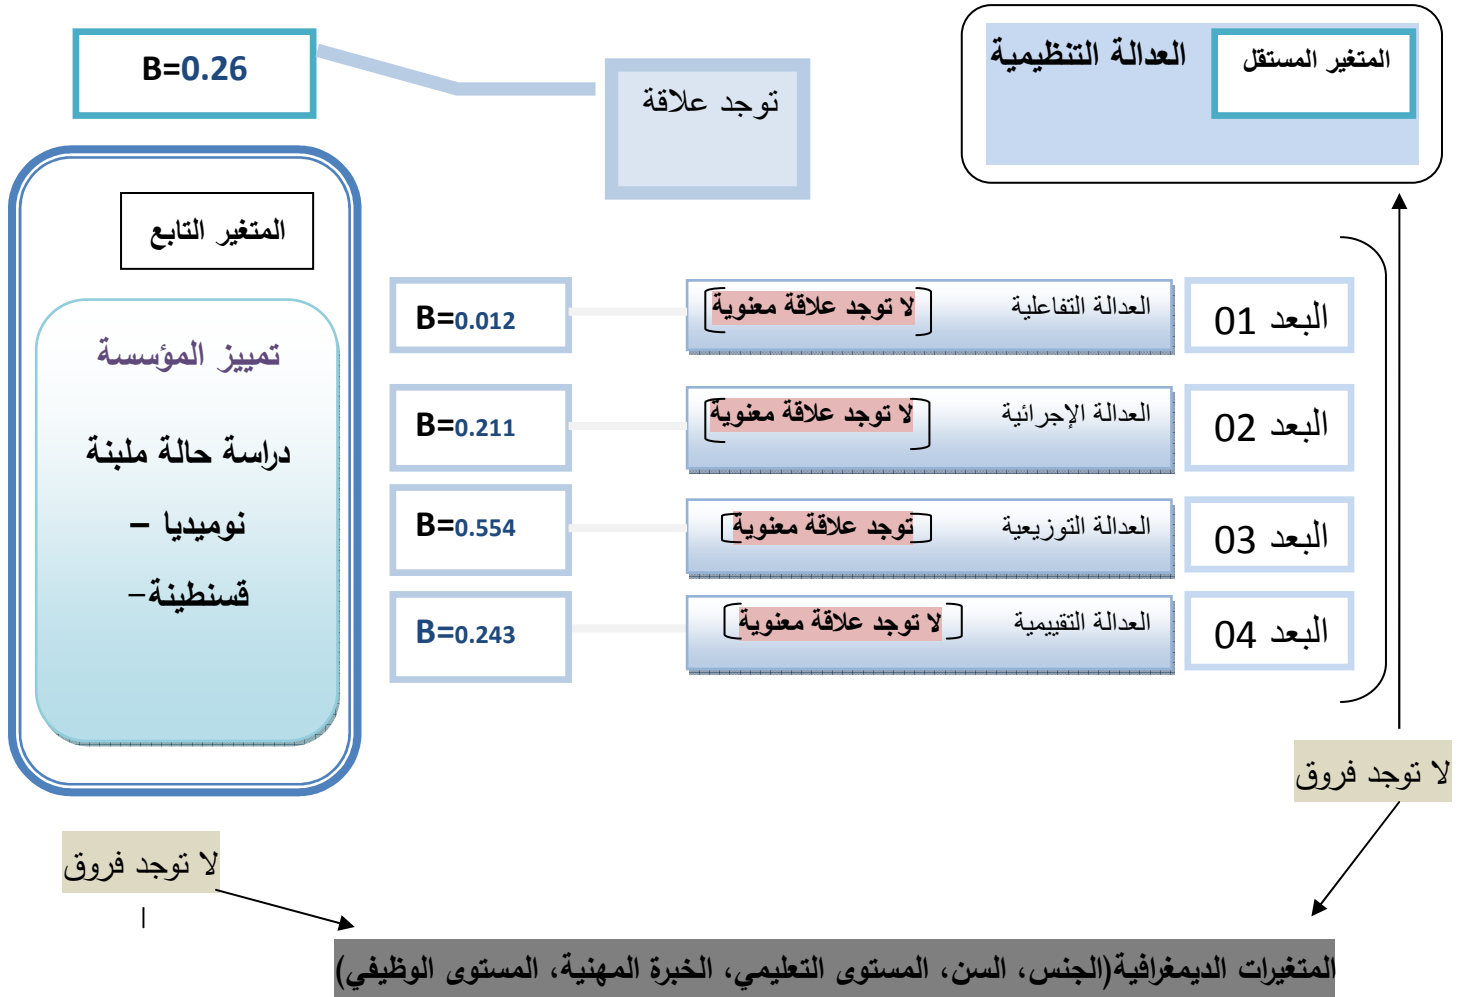 المتغير المستقل
العدالة التنظيمية
توجد علاقة
B=0.26
المتغير التابع
تمييز المؤسسة
دراسة حالة ملبنة
نوميديا –
قسنطينة-
البعد 01
العدالة التفاعلية
لا توجد علاقة معنوية
B=0.012
البعد 02
العدالة الإجرائية
لا توجد علاقة معنوية
B=0.211
البعد 03
العدالة التوزيعية
توجد علاقة معنوية
B=0.554
البعد 04
العدالة التقييمية
لا توجد علاقة معنوية
B=0.243
لا توجد فروق
لا توجد فروق
المتغيرات الديمغرافية(الجنس، السن، المستوى التعليمي، الخبرة المهنية، المستوى الوظيفي)